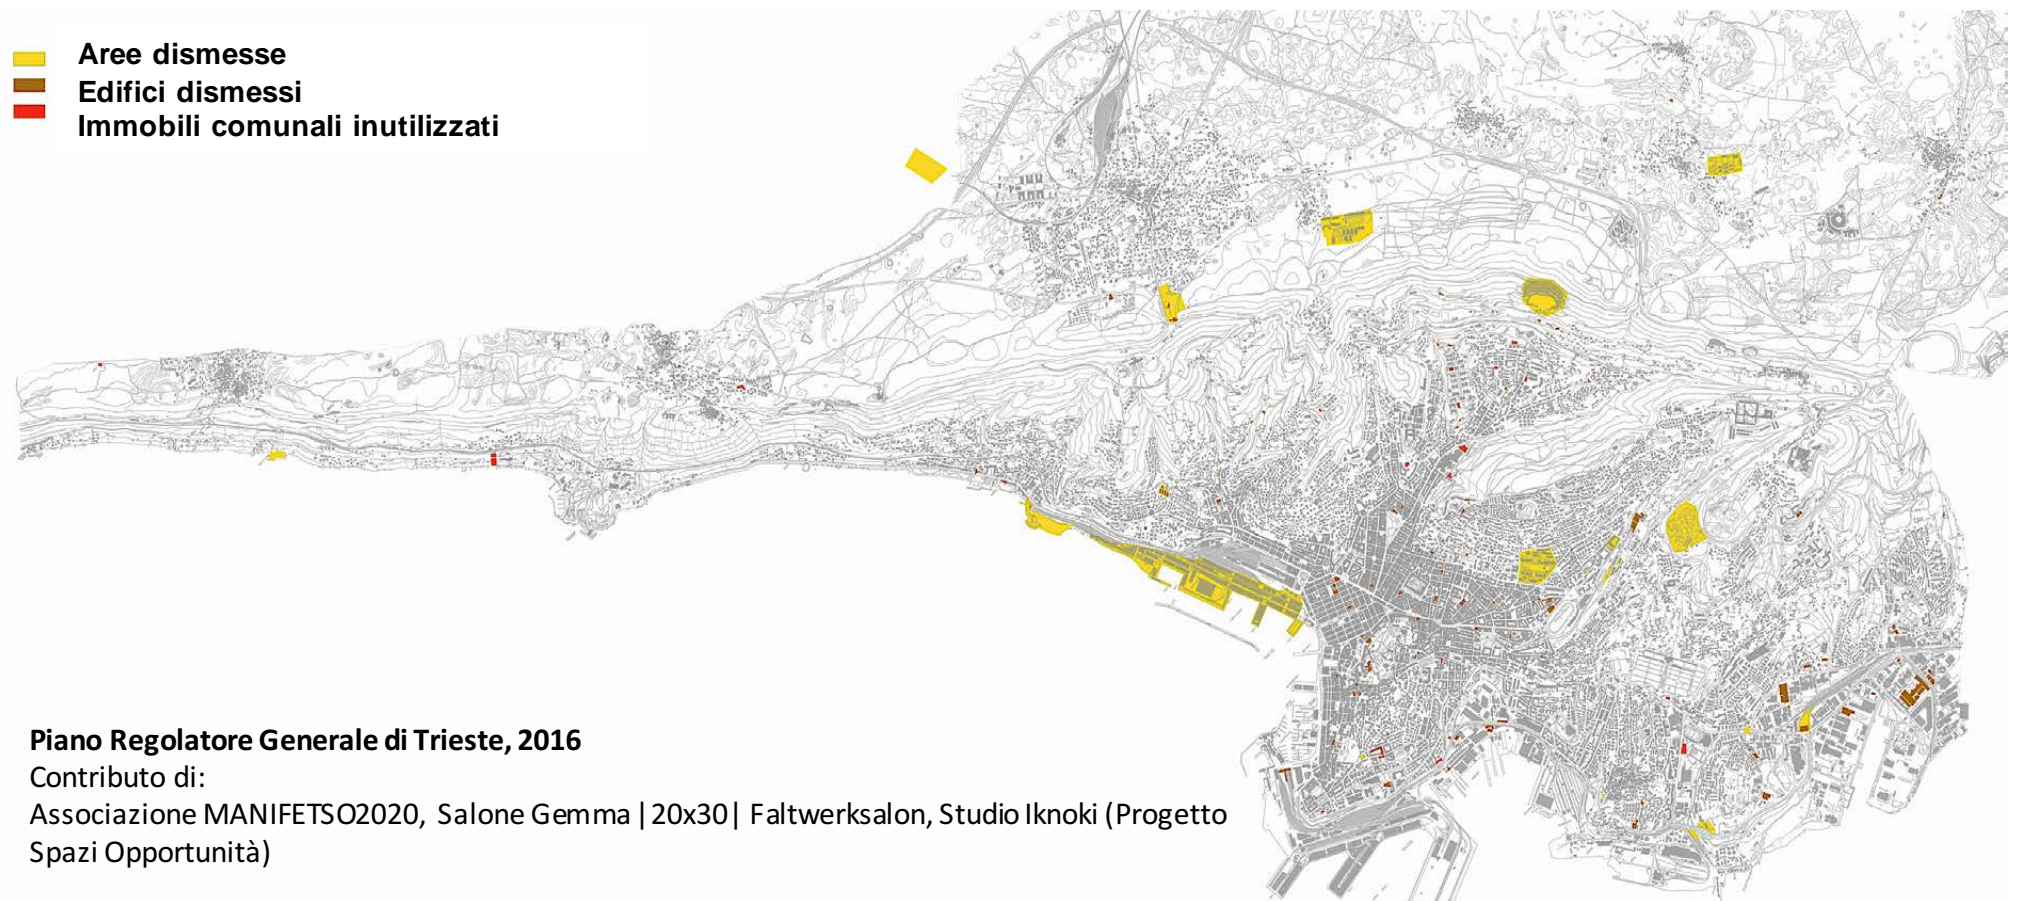 Aree dismesse
Edifici dismessi
Immobili comunali inutilizzati
Piano Regolatore Generale di Trieste, 2016
Contributo di:
Associazione MANIFETSO2020, Salone Gemma |20x30| Faltwerksalon, Studio Iknoki (Progetto
Spazi Opportunità)